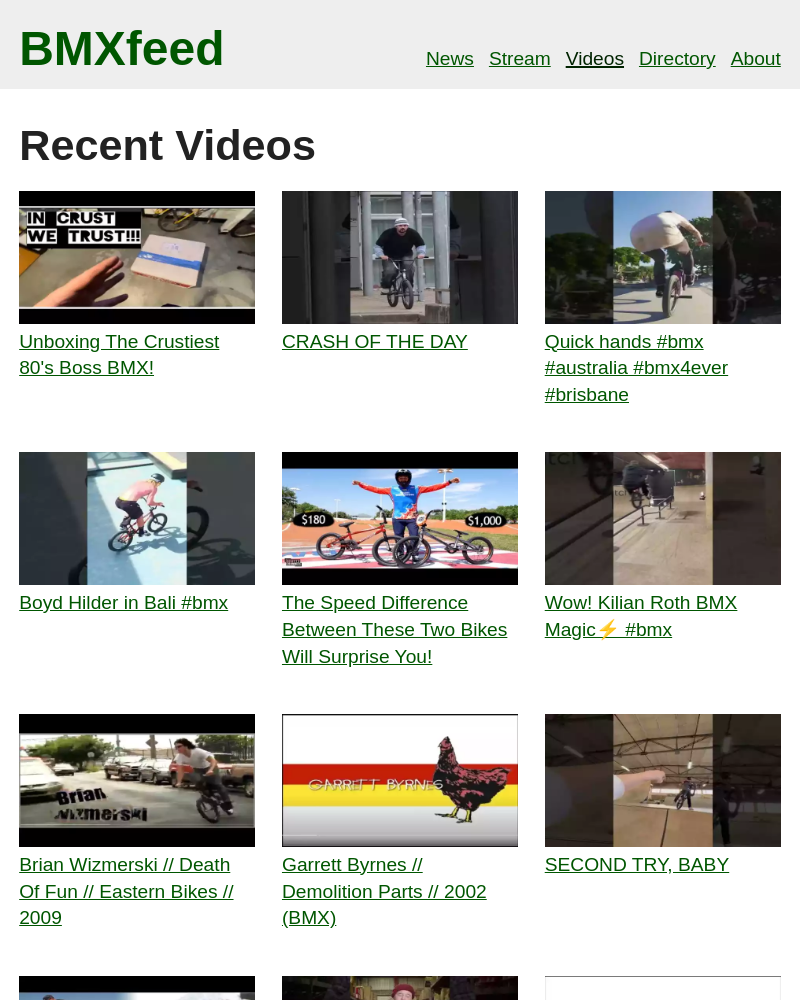 BMXfeed
News Stream Videos Directory About
Recent Videos
IN CRUST
WE TRUST!!!
Unboxing The Crustiest
80's Boss BMX!
CRASH OF THE DAY
Quick hands #bmx
#australia #bmx4ever
#brisbane
Boyd Hilder in Bali #bmx
$180
$1,000
The Speed Difference
Between These Two Bikes
Will Surprise You!
Wow! Kilian Roth BMX
Magic⚡ #bmx
Brian
Wizmerski
Brian Wizmerski // Death
Of Fun // Eastern Bikes //
2009
GARRETT BYRNES
Garrett Byrnes //
Demolition Parts // 2002
(BMX)
SECOND TRY, BABY